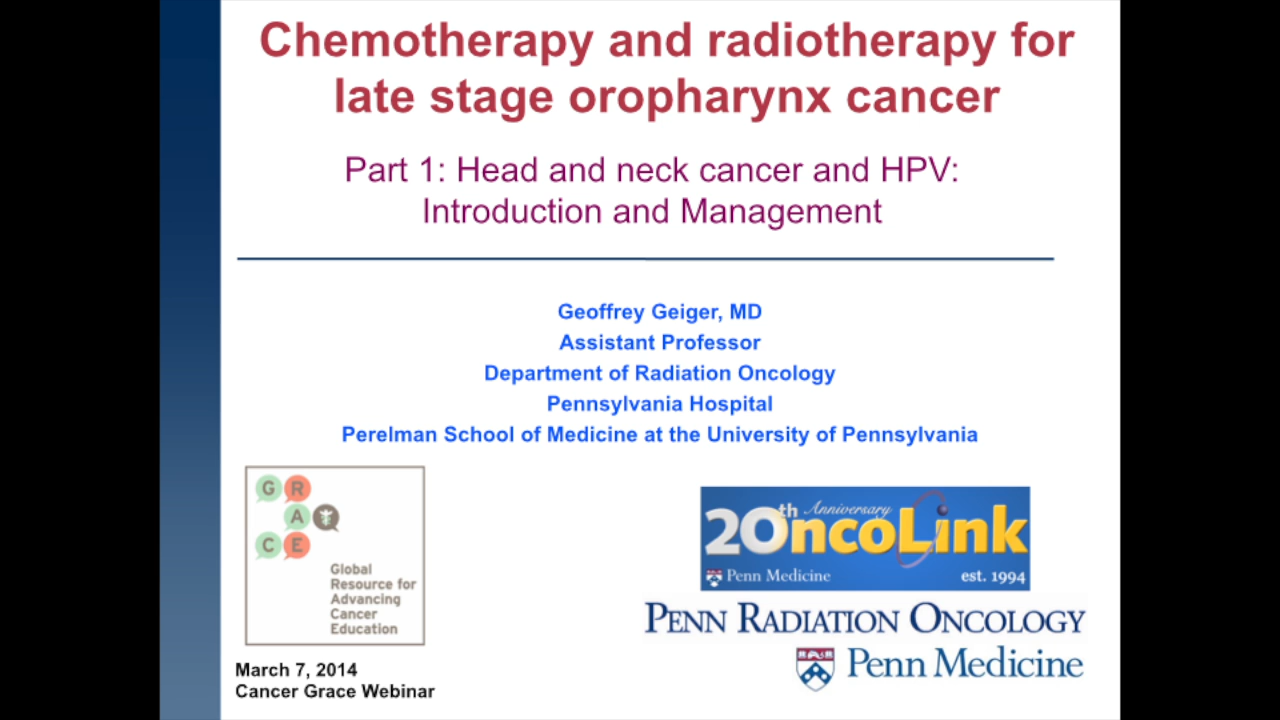 Chemotherapy and radiotherapy for
late stage oropharynx cancer
Part 1: Head and neck cancer and HPV:
Introduction and Management
Geoffrey Geiger, MD
Assistant Professor
Department of Radiation Oncology
Pennsylvania Hospital
Perelman School of Medicine at the University of Pennsylvania
G R
A
C E
Global
Resource for
Advancing
Cancer
Education
March 7, 2014
Cancer Grace Webinar
20th Anniversary
OncoLink
Penn Medicine est. 1994
PENN RADIATION ONCOLOGY
Penn Medicine